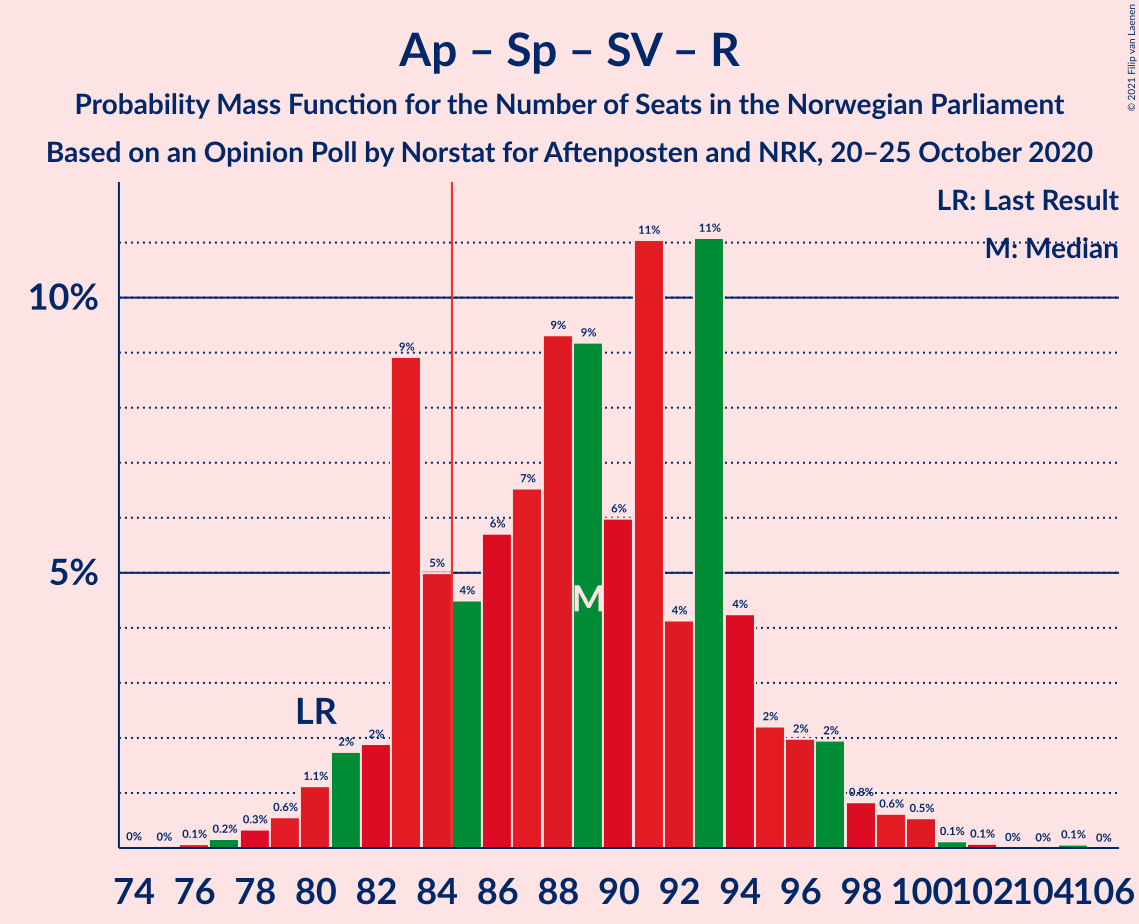 Ap – Sp – SV – R
Probability Mass Function for the Number of Seats in the Norwegian Parliament
Based on an Opinion Poll by Norstat for Aftenposten and NRK, 20–25 October 2020
© 2021 Filip van Laenen
LR: Last Result
M: Median
10%
5%
LR
M
0% 0% 0.1% 0.2% 0.3% 0.6% 1.1% 2% 2% 9% 5% 4% 6% 7% 9% 9% 6% 11% 4% 11% 4% 2% 2% 2% 0.8% 0.6% 0.5% 0.1% 0.1% 0% 0% 0.1% 0%
74 76 78 80 82 84 86 88 90 92 94 96 98 100 102 104 106